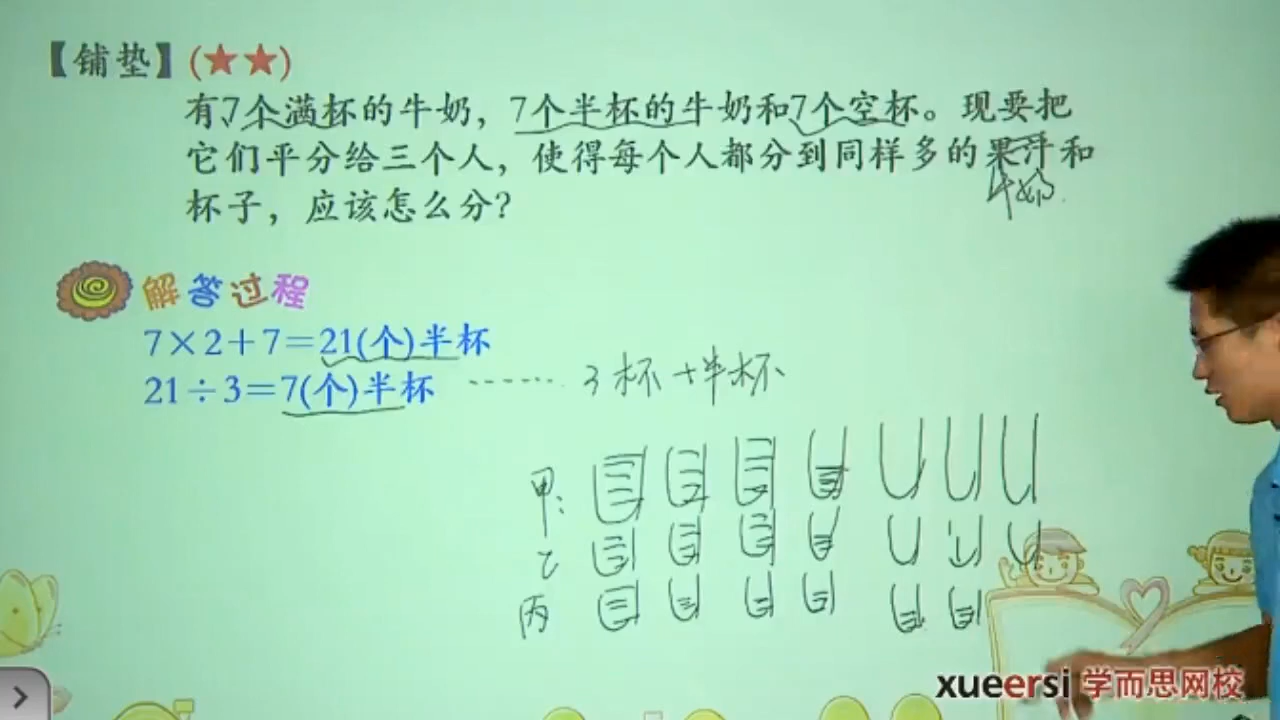 【铺垫】(★★)
有7个满杯的牛奶，7个半杯的牛奶和7个空杯。现要把
它们平分给三个人，使得每个人都分到同样多的果汁和
牛奶
杯子，应该怎么分？
解答过程
7×2＋7＝21(个)半杯
21÷3＝7(个)半杯 …… 3杯+半杯
甲：
乙
丙
xueersi 学而思网校